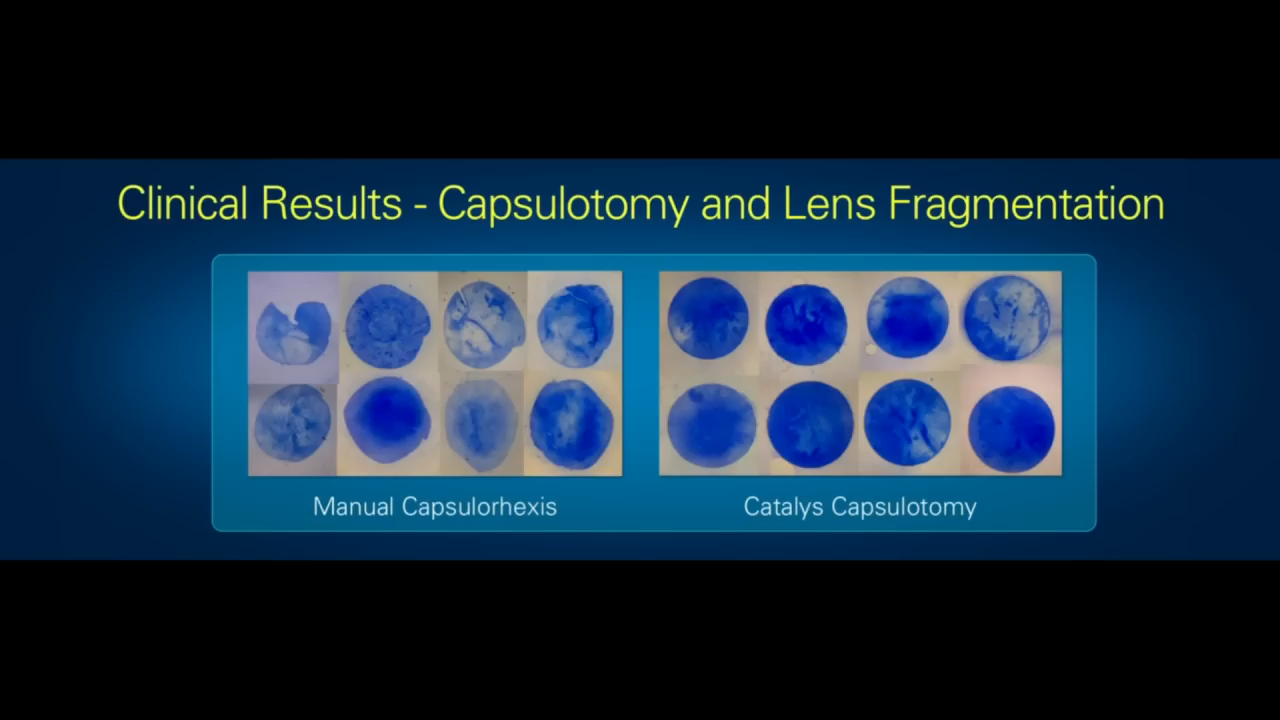 Clinical Results - Capsulotomy and Lens Fragmentation
Manual Capsulorhexis
Catalys Capsulotomy